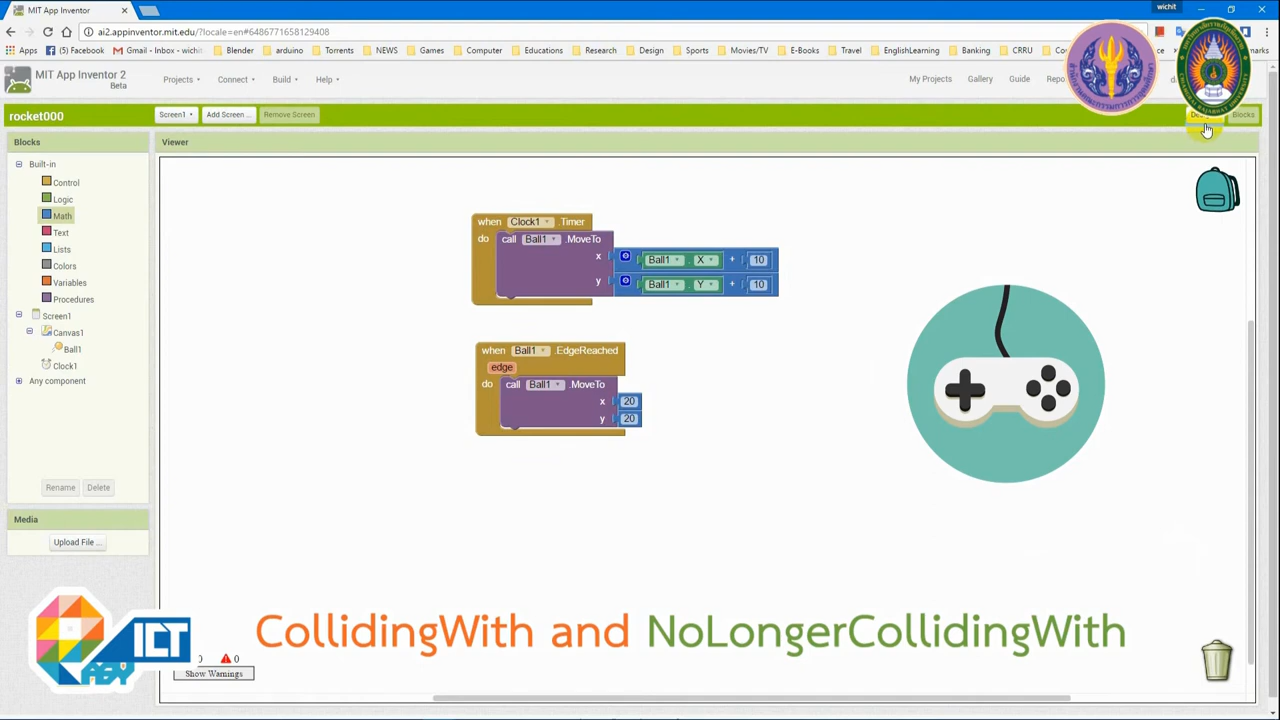 MIT App Inventor 2
wichit
ai2.appinventor.mit.edu/?locale=en#6486771658129408
Apps (5) Facebook Gmail - Inbox - wichit Blender arduino Torrents NEWS Games Computer Educations Research Design Sports Movies/TV E-Books Travel EnglishLearning Banking CRRU
MIT App Inventor 2
Beta
Projects Connect Build Help My Projects Gallery Guide
rocket000 Screen1 Add Screen ... Remove Screen Blocks
Blocks Viewer
Built-in
Control
Logic
Math
Text
Lists
Colors
Variables
Procedures
Screen1
Canvas1
Ball1
Clock1
Any component
Rename Delete
Media
Upload File ...
when Clock1 .Timer
do call Ball1 .MoveTo
x Ball1 . X + 10
y Ball1 . Y + 10
when Ball1 .EdgeReached
edge
do call Ball1 .MoveTo
x 20
y 20
CollidingWith and NoLongerCollidingWith
ICT
0 0
Show Warnings